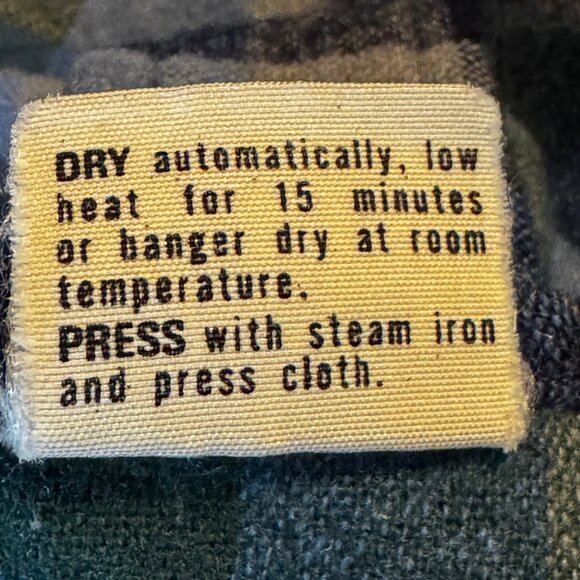 DRY automatically, low
heat for 15 minutes
or hanger dry at room
temperature.
PRESS with steam iron
and press cloth.